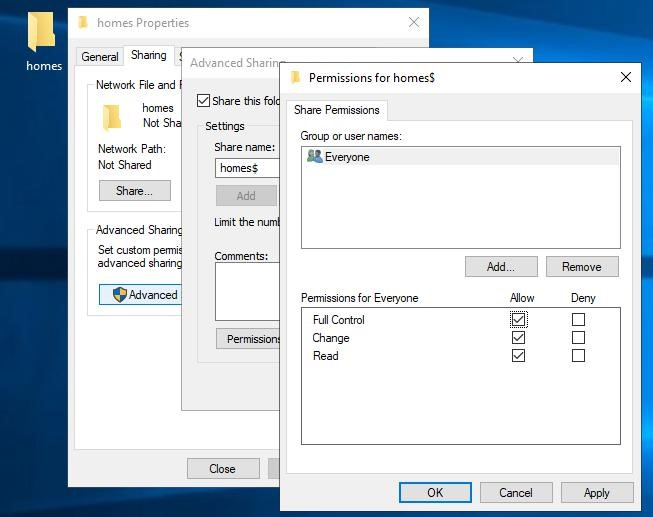 homes
homes Properties
General
Sharing
Network File and F
homes
Not Sha
Network Path:
Not Shared
Share...
Advanced Sharing
Set custom permis
advanced sharing
Advanced
Close
Advanced Sharing
Share this fold
Settings
Share name:
homes$
Add
Limit the numb
Comments:
Permissions
Permissions for homes$
Share Permissions
Group or user names:
Everyone
Add...
Remove
Permissions for Everyone Allow Deny
Full Control
Change
Read
OK
Cancel
Apply